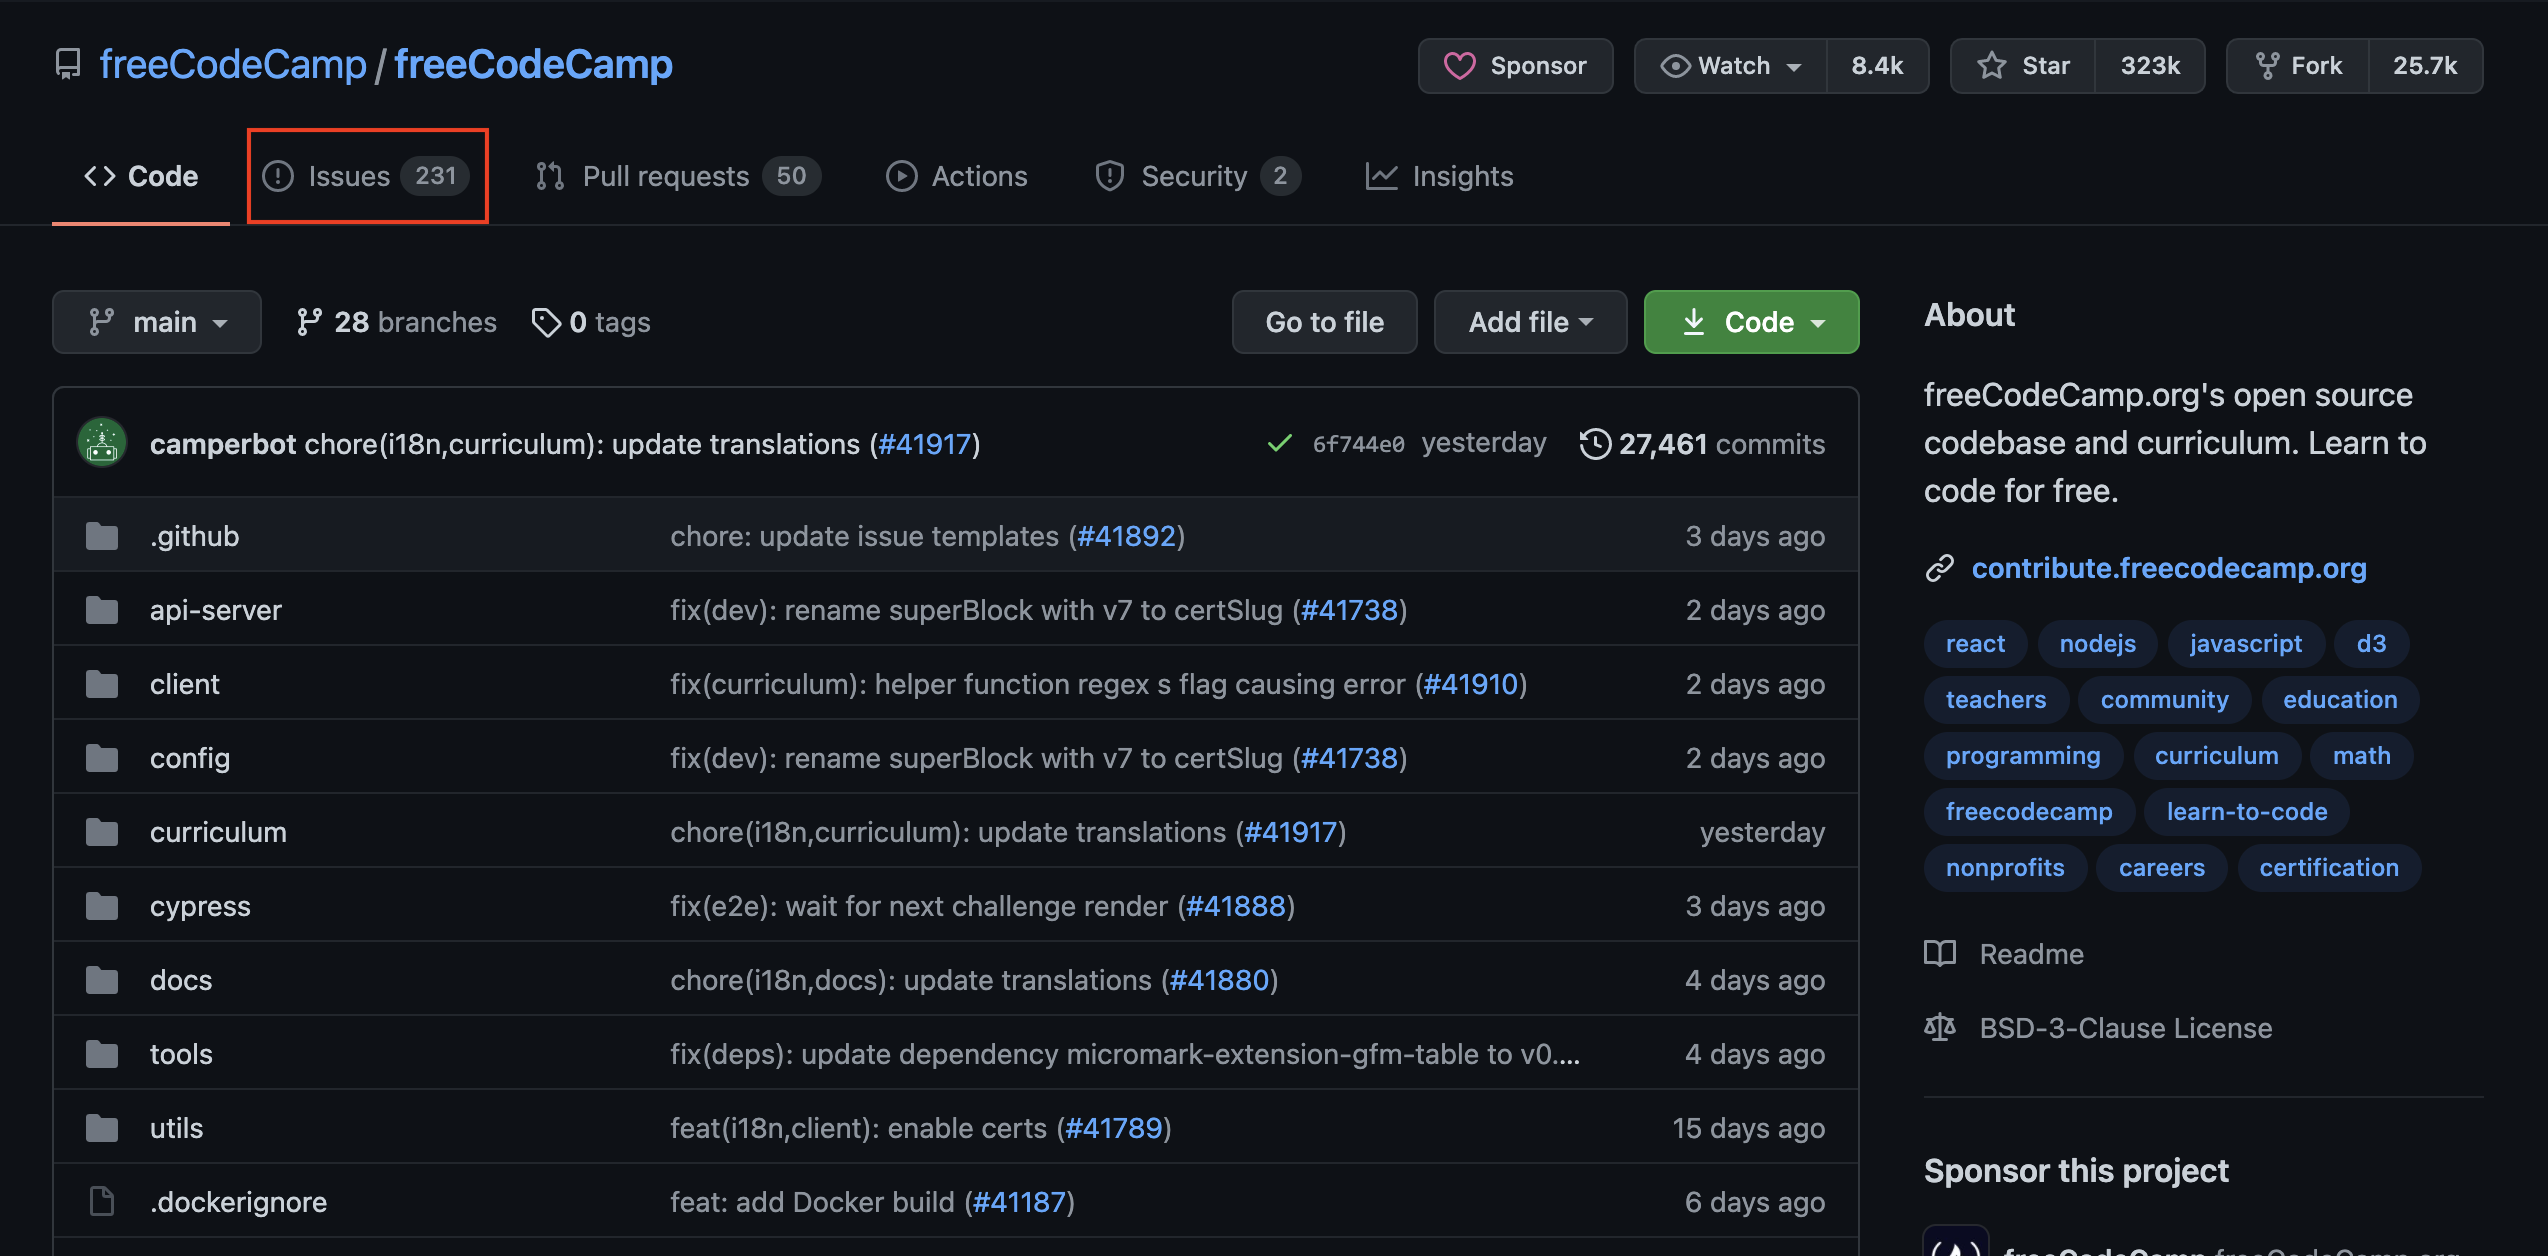 freeCodeCamp / freeCodeCamp
Sponsor Watch 8.4k Star 323k Fork 25.7k
Code Issues 231 Pull requests 50 Actions Security 2 Insights
main 28 branches 0 tags Go to file Add file Code
camperbot chore(i18n,curriculum): update translations (#41917) 6f744e0 yesterday 27,461 commits
.github chore: update issue templates (#41892) 3 days ago
api-server fix(dev): rename superBlock with v7 to certSlug (#41738) 2 days ago
client fix(curriculum): helper function regex s flag causing error (#41910) 2 days ago
config fix(dev): rename superBlock with v7 to certSlug (#41738) 2 days ago
curriculum chore(i18n,curriculum): update translations (#41917) yesterday
cypress fix(e2e): wait for next challenge render (#41888) 3 days ago
docs chore(i18n,docs): update translations (#41880) 4 days ago
tools fix(deps): update dependency micromark-extension-gfm-table to v0.... 4 days ago
utils feat(i18n,client): enable certs (#41789) 15 days ago
.dockerignore feat: add Docker build (#41187) 6 days ago
About
freeCodeCamp.org's open source
codebase and curriculum. Learn to
code for free.
contribute.freecodecamp.org
react nodejs javascript d3
teachers community education
programming curriculum math
freecodecamp learn-to-code
nonprofits careers certification
Readme
BSD-3-Clause License
Sponsor this project
freeCodeCamp freeCodeCamp.org